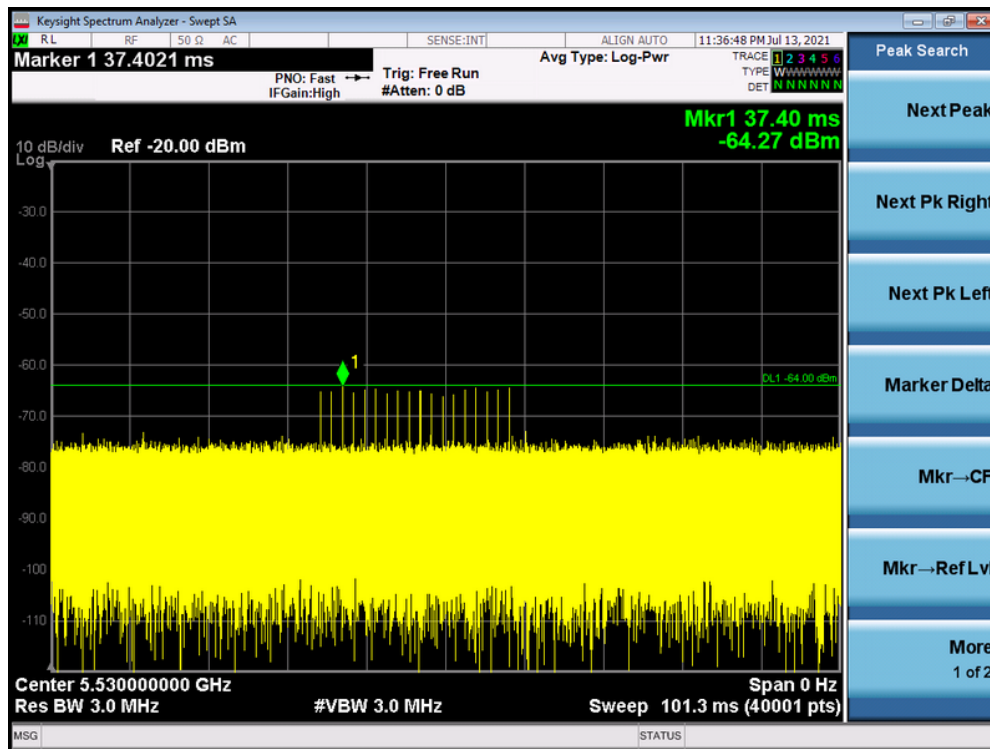 Keysight Spectrum Analyzer - Swept SA
LXI RL RF 50 Ω AC SENSE:INT ALIGN AUTO 11:36:48 PM Jul 13, 2021
Marker 1 37.4021 ms
PNO: Fast
IFGain:High
Trig: Free Run
#Atten: 0 dB
Avg Type: Log-Pwr
TRACE 1 2 3 4 5 6
TYPE WWWWWW
DET N N N N N N
Mkr1 37.40 ms
-64.27 dBm
10 dB/div
Log
Ref -20.00 dBm
-30.0
-40.0
-50.0
-60.0
1
DL1 -64.00 dBm
-70.0
-80.0
-90.0
-100
-110
Center 5.530000000 GHz
Span 0 Hz
Res BW 3.0 MHz
#VBW 3.0 MHz
Sweep 101.3 ms (40001 pts)
MSG
STATUS
Peak Search
Next Peak
Next Pk Right
Next Pk Left
Marker Delta
Mkr→CF
Mkr→Ref Lvl
More
1 of 2